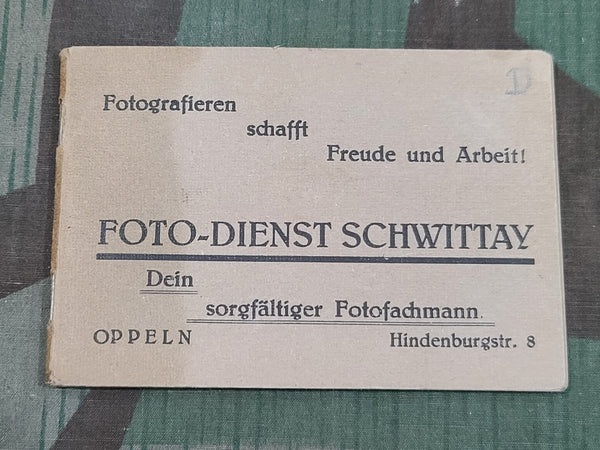 D
Fotografieren
schafft
Freude und Arbeit!
FOTO-DIENST SCHWITTAY
Dein
sorgfältiger Fotofachmann.
OPPELN Hindenburgstr. 8